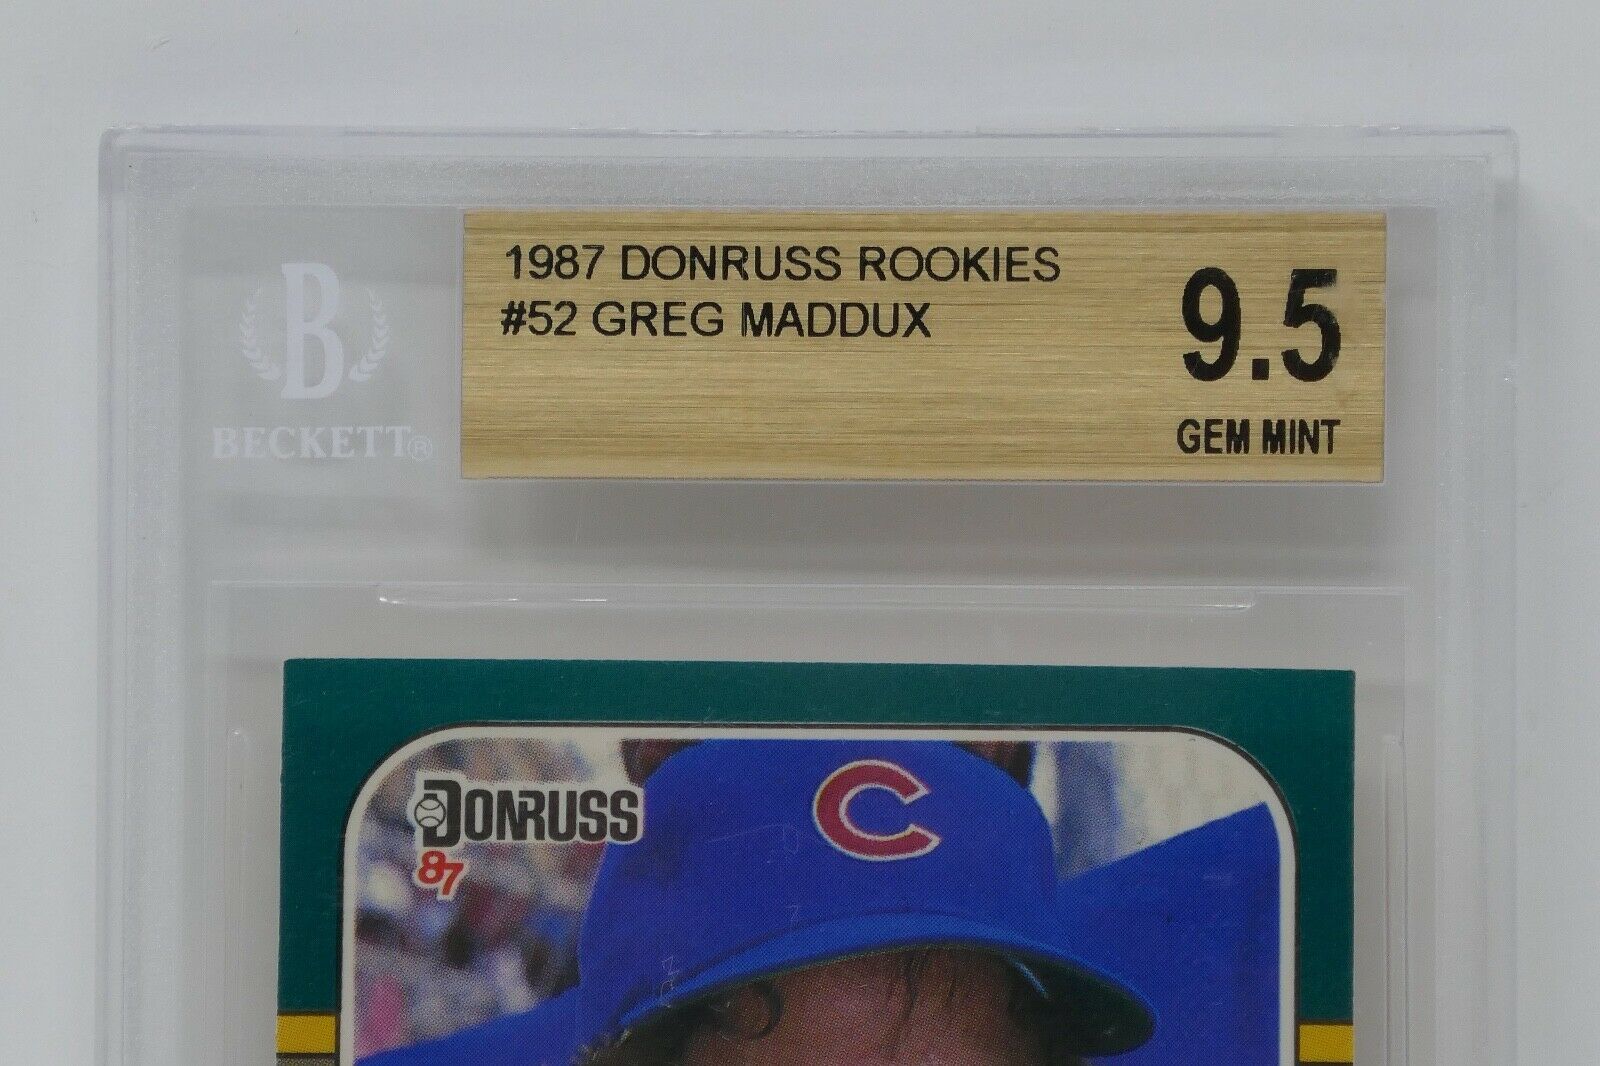 1987 DONRUSS ROOKIES
#52 GREG MADDUX
9.5
GEM MINT
B
BECKETT®
DONRUSS
87
C